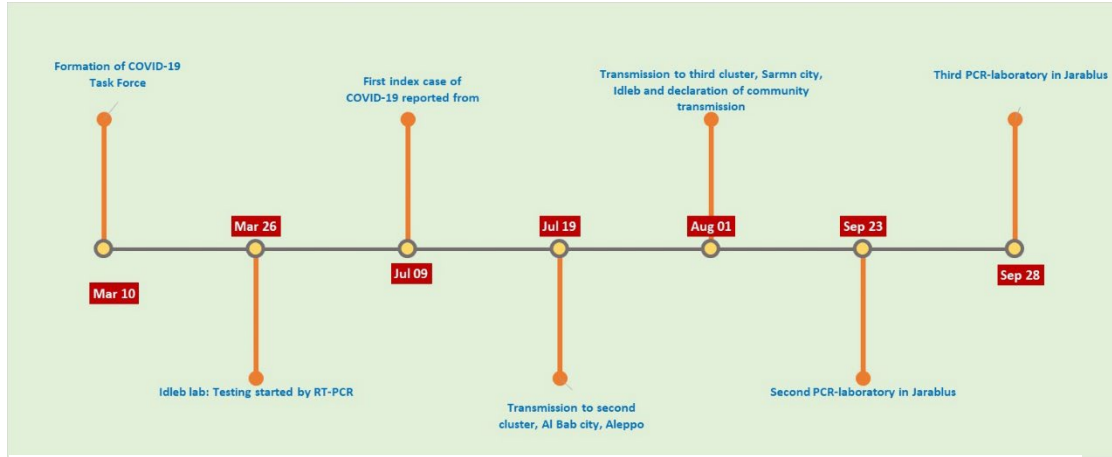 Formation of COVID-19
Task Force
First index case of
COVID-19 reported from
Transmission to third cluster, Sarmn city,
Idleb and declaration of community
transmission
Third PCR-laboratory in Jarablus
Mar 26
Jul 19
Aug 01
Sep 23
Mar 10
Jul 09
Sep 28
Idleb lab: Testing started by RT-PCR
Transmission to second
cluster, Al Bab city, Aleppo
Second PCR-laboratory in Jarablus